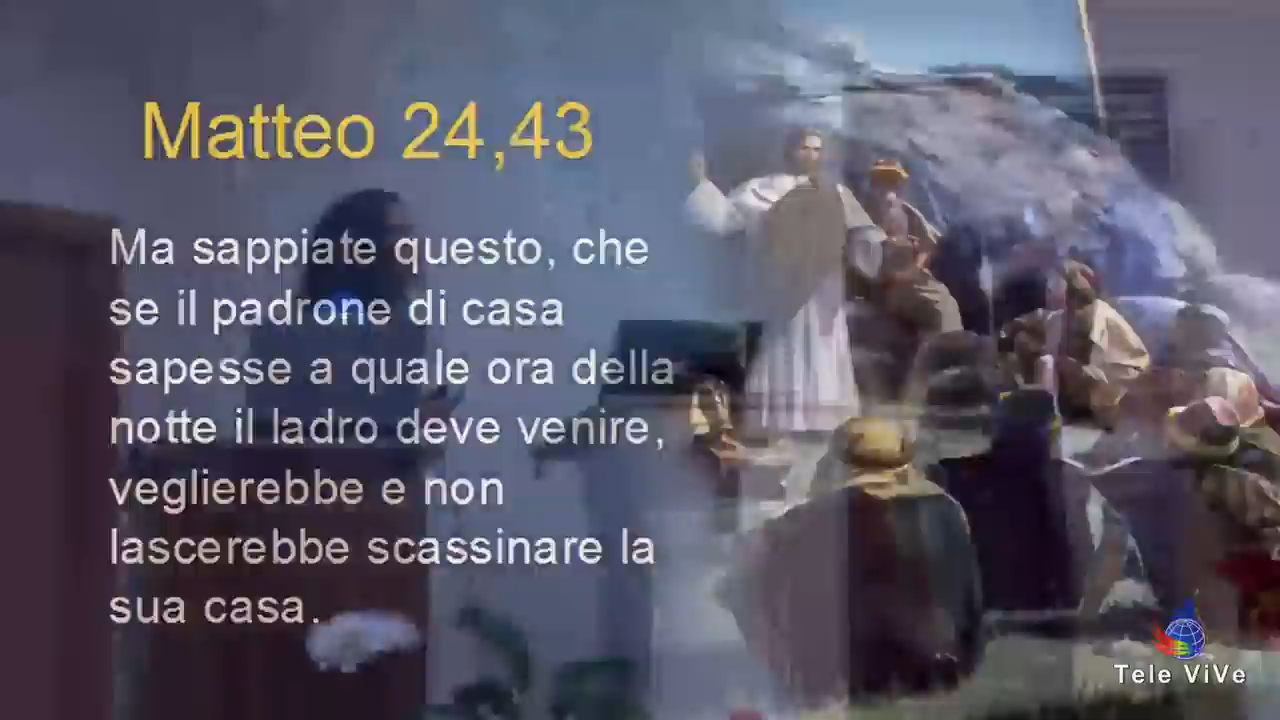 Matteo 24,43
Ma sappiate questo, che
se il padrone di casa
sapesse a quale ora della
notte il ladro deve venire,
veglierebbe e non
lascerebbe scassinare la
sua casa.
Tele ViVe